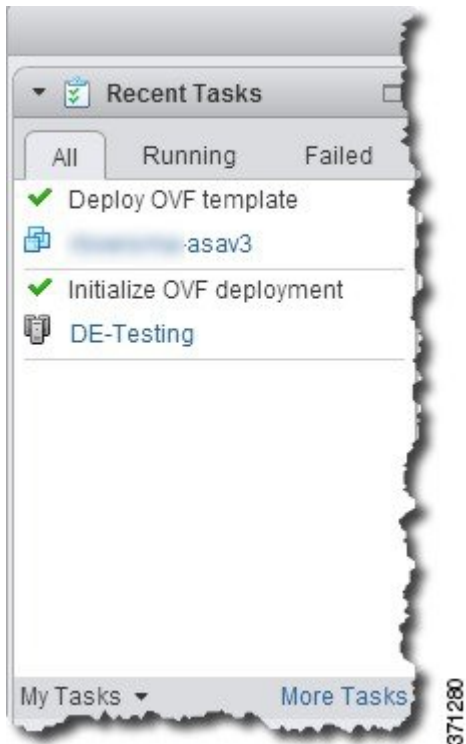 Recent Tasks
All Running Failed
Deploy OVF template
-asav3
Initialize OVF deployment
DE-Testing
My Tasks More Tasks
371280